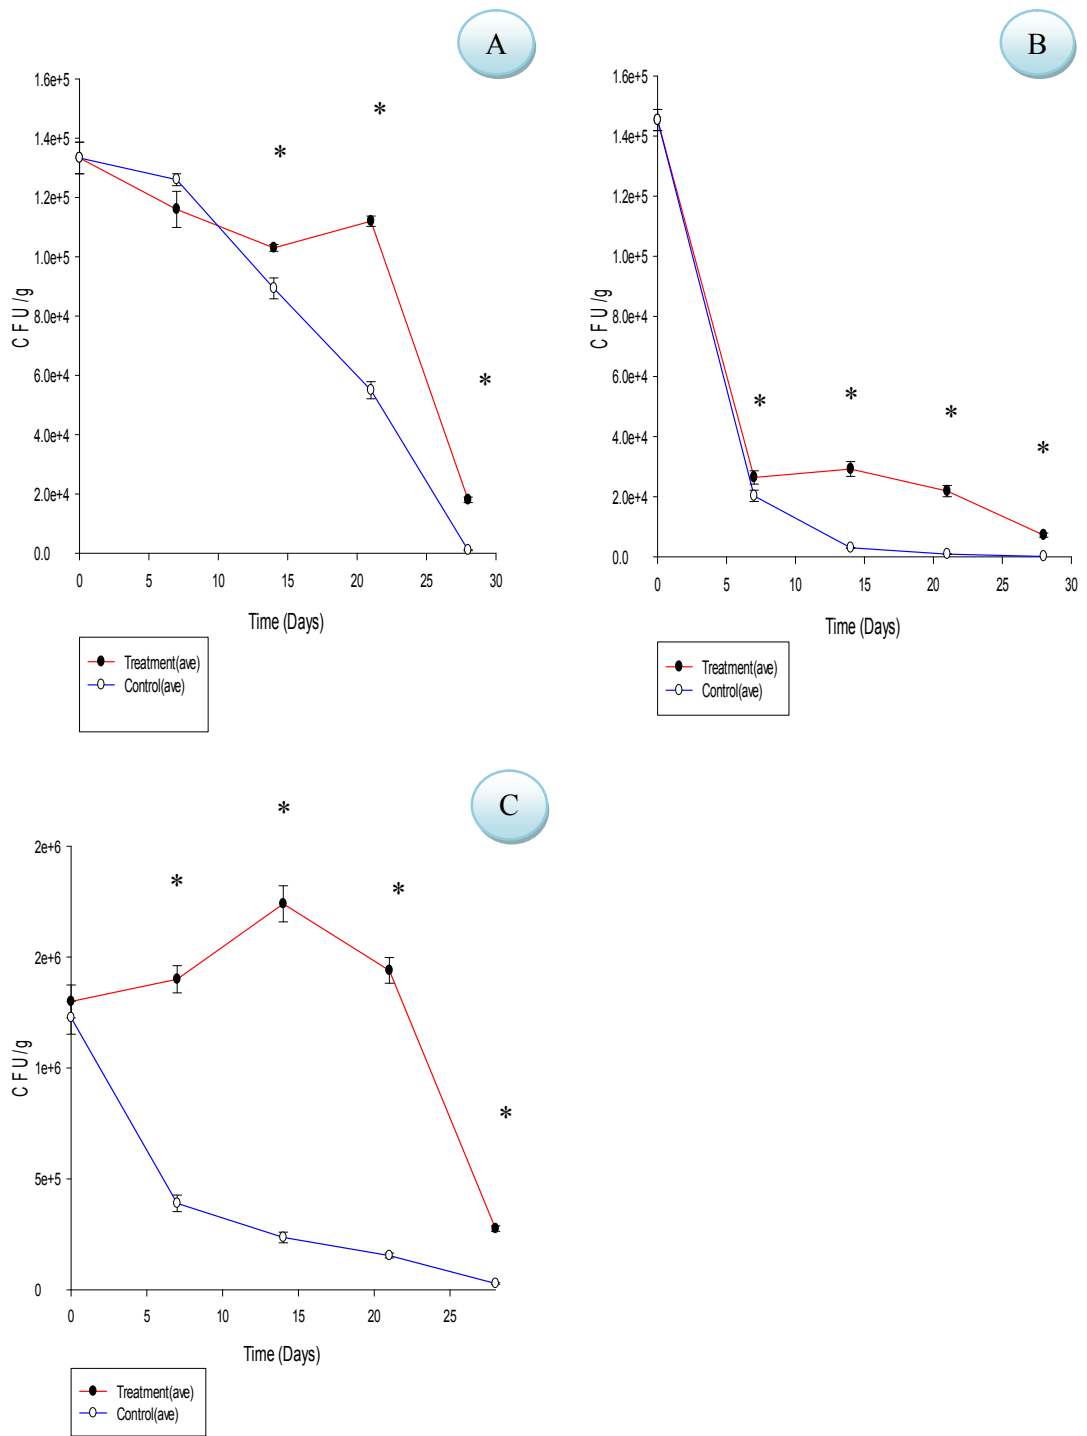 A
1.6e+5
1.4e+5
1.2e+5
1.0e+5
8.0e+4
6.0e+4
4.0e+4
2.0e+4
0.0
C F U /g
* * *
0 5 10 15 20 25 30
Time (Days)
Treatment(ave)
Control(ave)
B
1.6e+5
1.4e+5
1.2e+5
1.0e+5
8.0e+4
6.0e+4
4.0e+4
2.0e+4
0.0
C F U /g
* * * *
0 5 10 15 20 25 30
Time (Days)
Treatment(ave)
Control(ave)
C
2e+6
2e+6
1e+6
5e+5
0
C F U /g
* * * *
0 5 10 15 20 25
Time (Days)
Treatment(ave)
Control(ave)